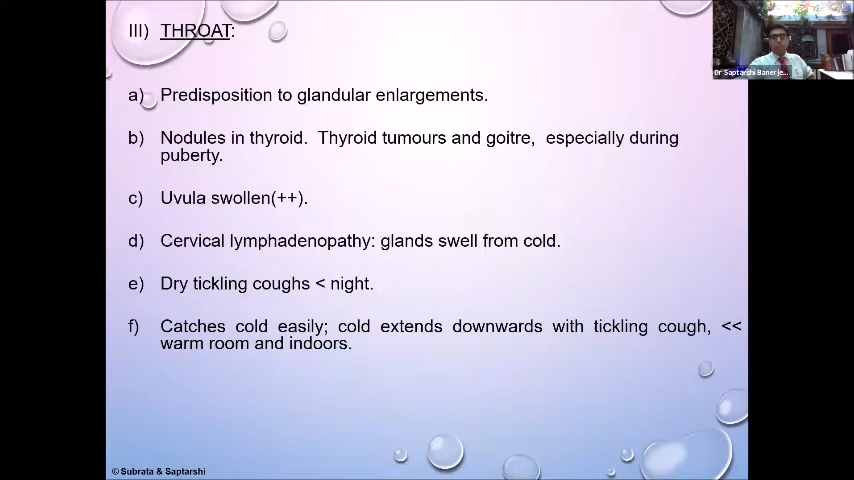 III) THROAT:
a) Predisposition to glandular enlargements.
b) Nodules in thyroid. Thyroid tumours and goitre, especially during
puberty.
c) Uvula swollen(++).
d) Cervical lymphadenopathy: glands swell from cold.
e) Dry tickling coughs < night.
f) Catches cold easily; cold extends downwards with tickling cough, <<
warm room and indoors.
© Subrata & Saptarshi
Dr Saptarshi Banerje...